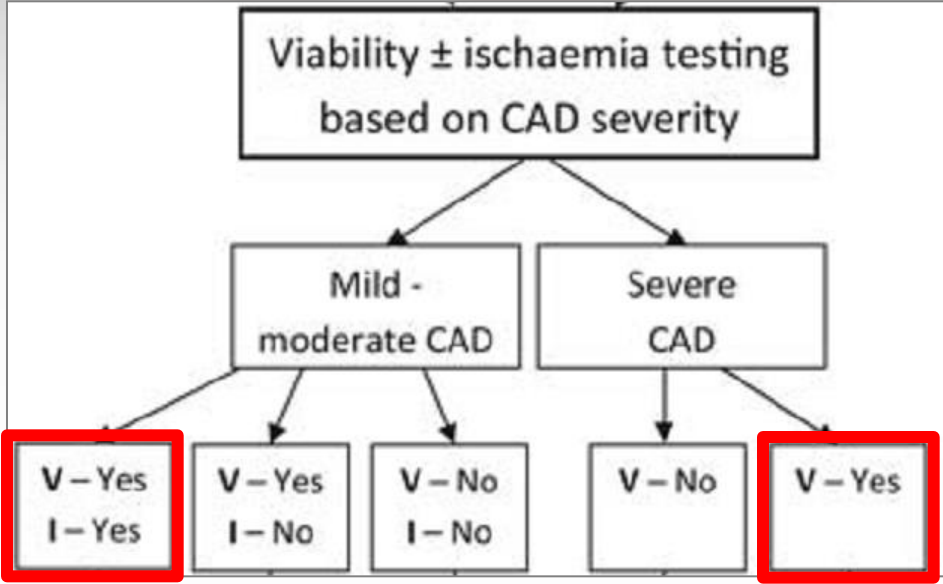 Viability ± ischaemia testing
based on CAD severity
Mild -
moderate CAD
Severe
CAD
V – Yes
I – Yes
V – Yes
I – No
V – No
I – No
V – No
V – Yes